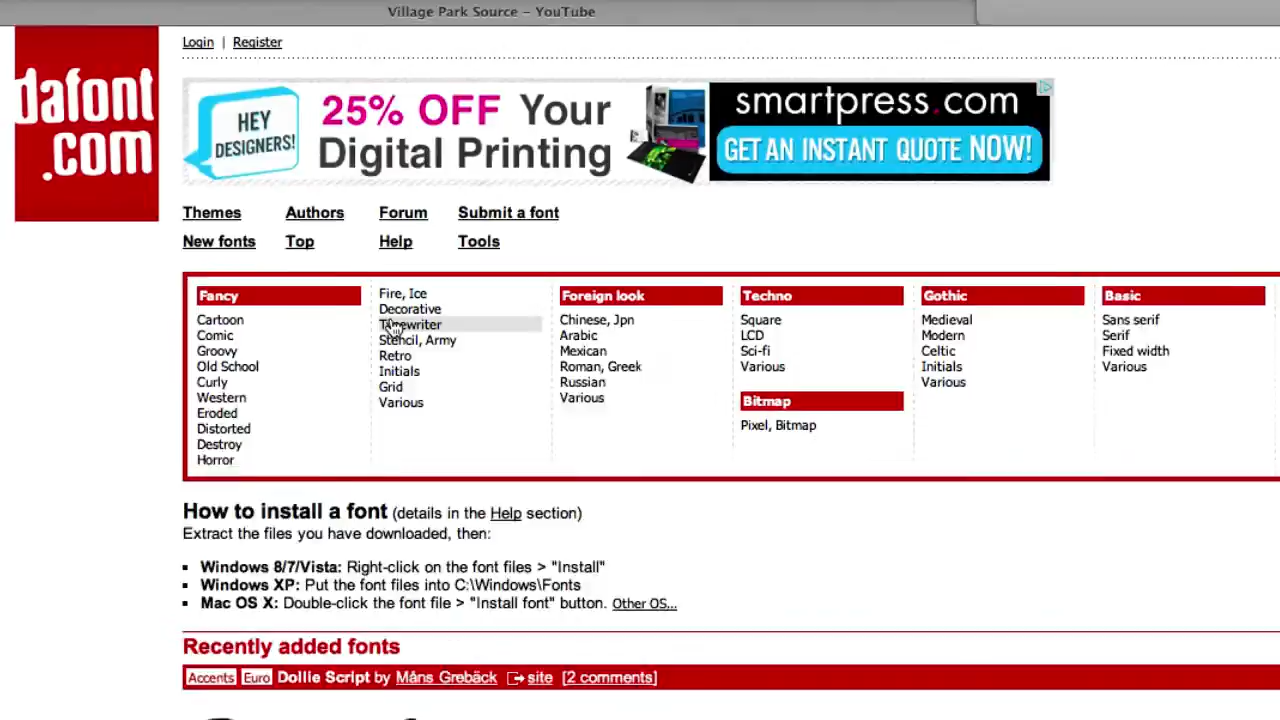 Village Park Source – YouTube
Login | Register
dafont
.com
HEY
DESIGNERS!
25% OFF Your
Digital Printing
smartpress.com
GET AN INSTANT QUOTE NOW!
Themes Authors Forum Submit a font
New fonts Top Help Tools
Fancy
Cartoon
Comic
Groovy
Old School
Curly
Western
Eroded
Distorted
Destroy
Horror
Fire, Ice
Decorative
Typewriter
Stencil, Army
Retro
Initials
Grid
Various
Foreign look
Chinese, Jpn
Arabic
Mexican
Roman, Greek
Russian
Various
Techno
Square
LCD
Sci-fi
Various
Bitmap
Pixel, Bitmap
Gothic
Medieval
Modern
Celtic
Initials
Various
Basic
Sans serif
Serif
Fixed width
Various
How to install a font (details in the Help section)
Extract the files you have downloaded, then:
Windows 8/7/Vista: Right-click on the font files > "Install"
Windows XP: Put the font files into C:\Windows\Fonts
Mac OS X: Double-click the font file > "Install font" button. Other OS...
Recently added fonts
Accents Euro Dollie Script by Måns Grebäck site [2 comments]